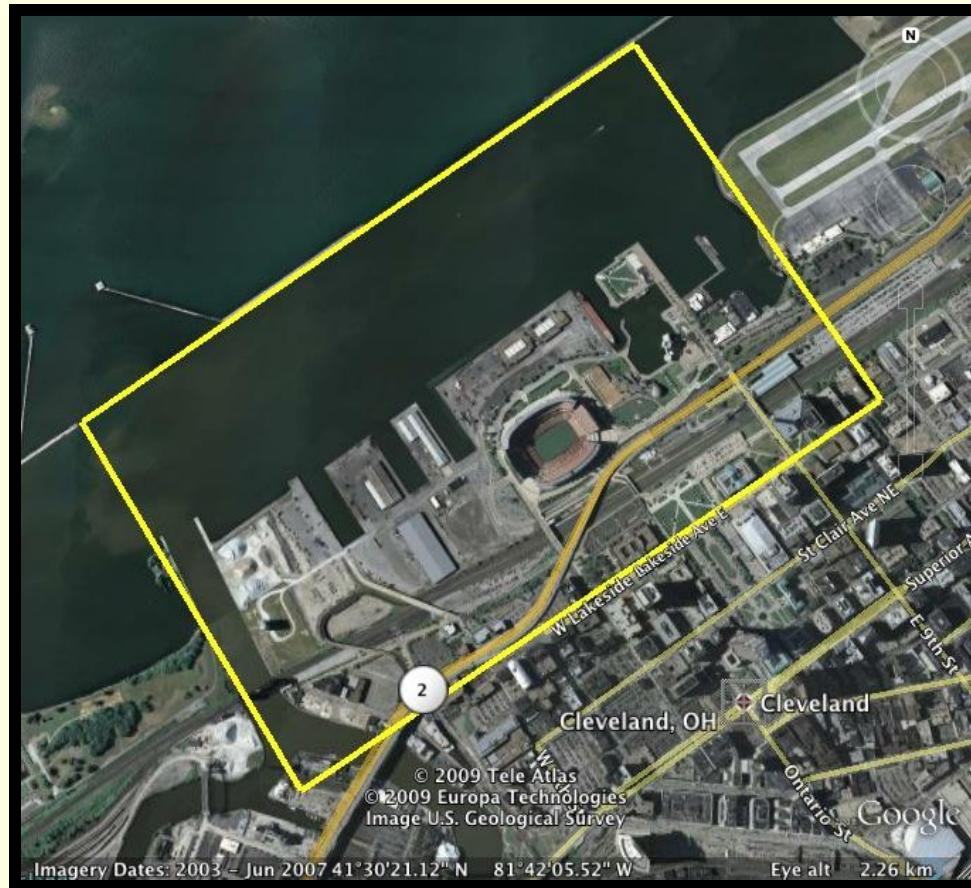 N
St Clair Ave NE
Superior A
W Lakeside Lakeside Ave E
E 9th St
2
Cleveland
Cleveland, OH
Ontario St
© 2009 Tele Atlas
© 2009 Europa Technologies
Image U.S. Geological Survey
Google
Imagery Dates: 2003 - Jun 2007 41°30'21.12" N 81°42'05.52" W Eye alt 2.26 km